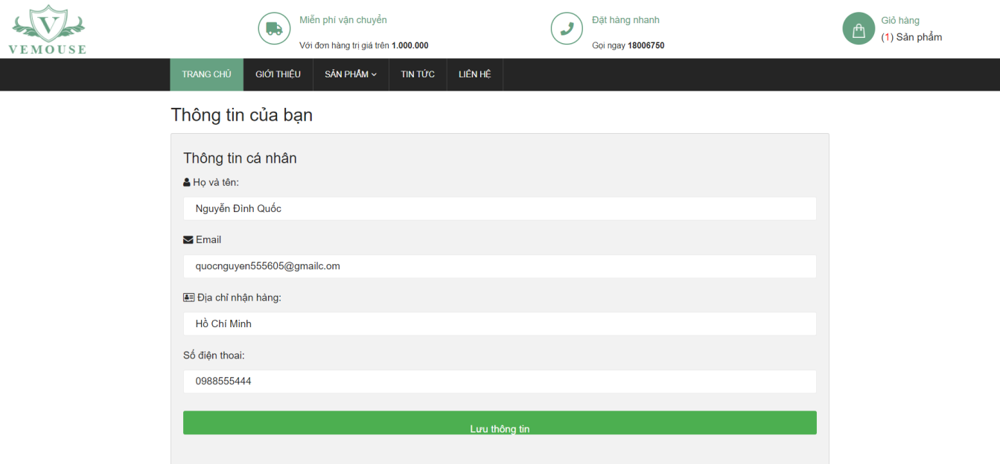 V
VEMOUSE
Miễn phí vận chuyển
Với đơn hàng trị giá trên 1.000.000
Đặt hàng nhanh
Gọi ngay 18006750
Giỏ hàng
(1) Sản phẩm
TRANG CHỦ GIỚI THIỆU SẢN PHẨM TIN TỨC LIÊN HỆ
Thông tin của bạn
Thông tin cá nhân
Họ và tên:
Nguyễn Đình Quốc
Email
quocnguyen555605@gmailc.om
Địa chỉ nhận hàng:
Hồ Chí Minh
Số điện thoai:
0988555444
Lưu thông tin